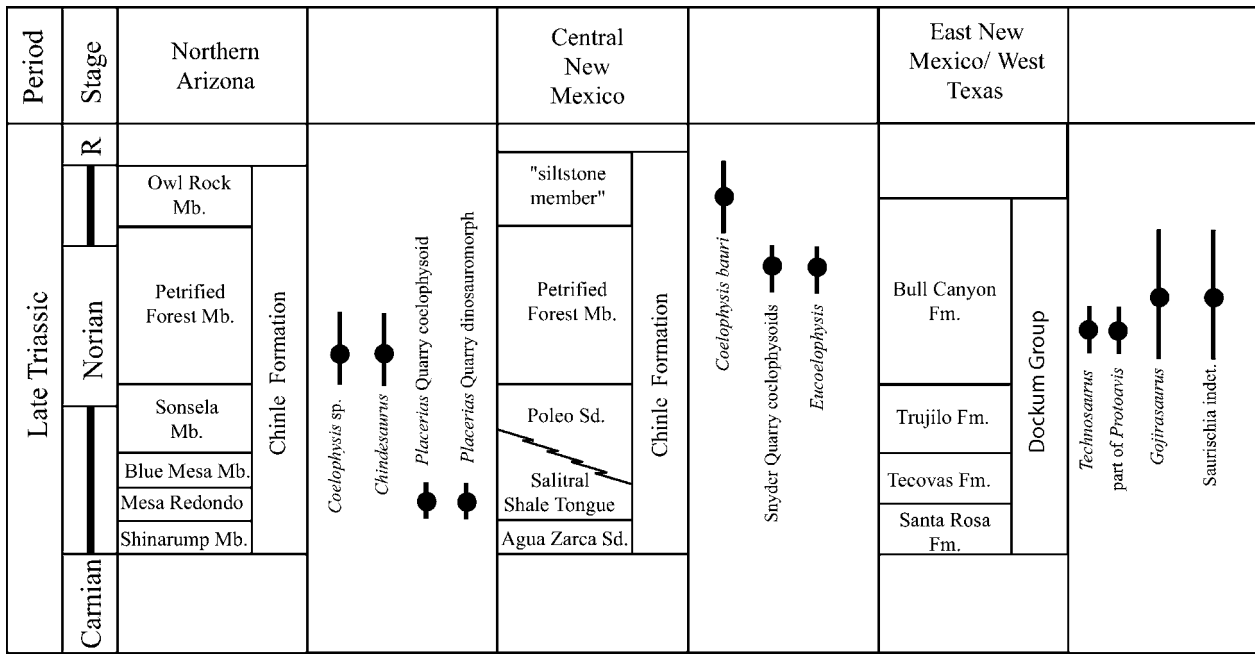 Period
Stage
Northern
Arizona
Central
New
Mexico
East New
Mexico/ West
Texas
Late Triassic
R
Norian
Carnian
Owl Rock
Mb.
Petrified
Forest Mb.
Sonsela
Mb.
Blue Mesa Mb.
Mesa Redondo
Shinarump Mb.
Chinle Formation
Coelophysis sp.
Chindesaurus
Placerias Quarry coelophysoid
Placerias Quarry dinosauromorph
"siltstone
member"
Petrified
Forest Mb.
Poleo Sd.
Salitral
Shale Tongue
Agua Zarca Sd.
Chinle Formation
Coelophysis bauri
Snyder Quarry coelophysoids
Eucoelophysis
Bull Canyon
Fm.
Trujilo Fm.
Tecovas Fm.
Santa Rosa
Fm.
Dockum Group
Technosaurus
part of Protoavis
Gojirasaurus
Saurischia indet.